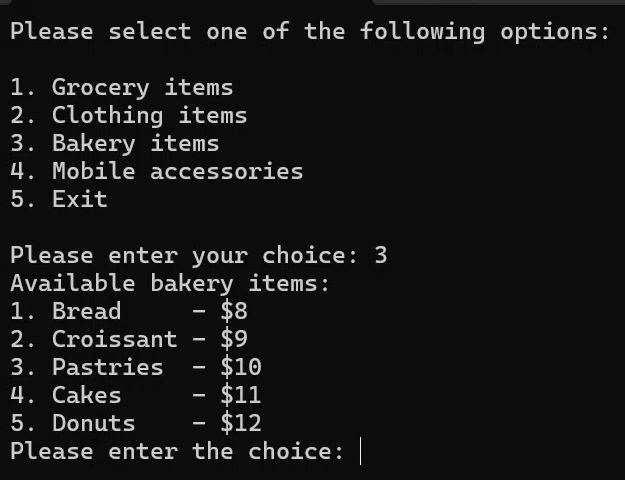 Please select one of the following options:
1. Grocery items
2. Clothing items
3. Bakery items
4. Mobile accessories
5. Exit
Please enter your choice: 3
Available bakery items:
1. Bread     - $8
2. Croissant - $9
3. Pastries  - $10
4. Cakes     - $11
5. Donuts    - $12
Please enter the choice: